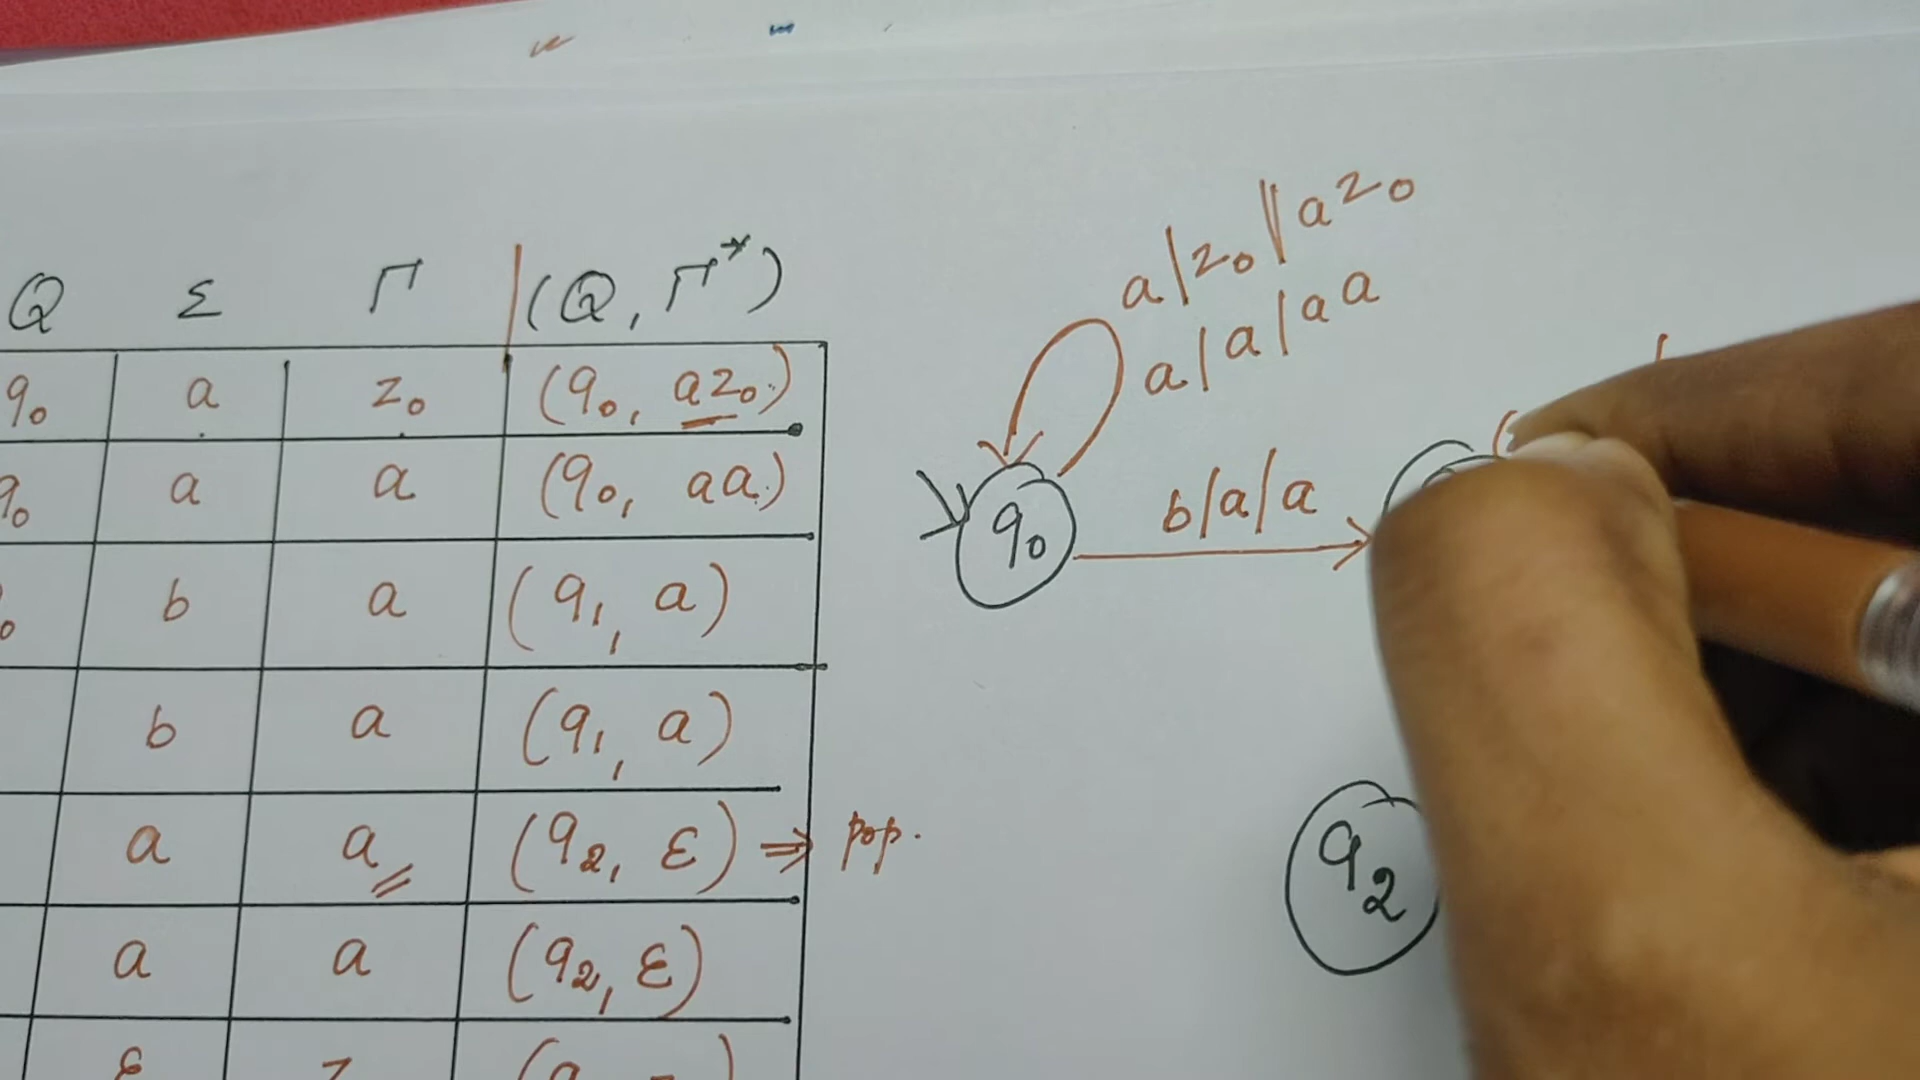 Q Σ Γ (Q, Γ*)
q0 a z0 (q0, az0)
q0 a a (q0, aa)
b a (q1, a)
b a (q1, a)
a a (q2, ε) ⇒ pop.
a a (q2, ε)
a|z0||az0
a|a|aa
b/a/a
q0
q2